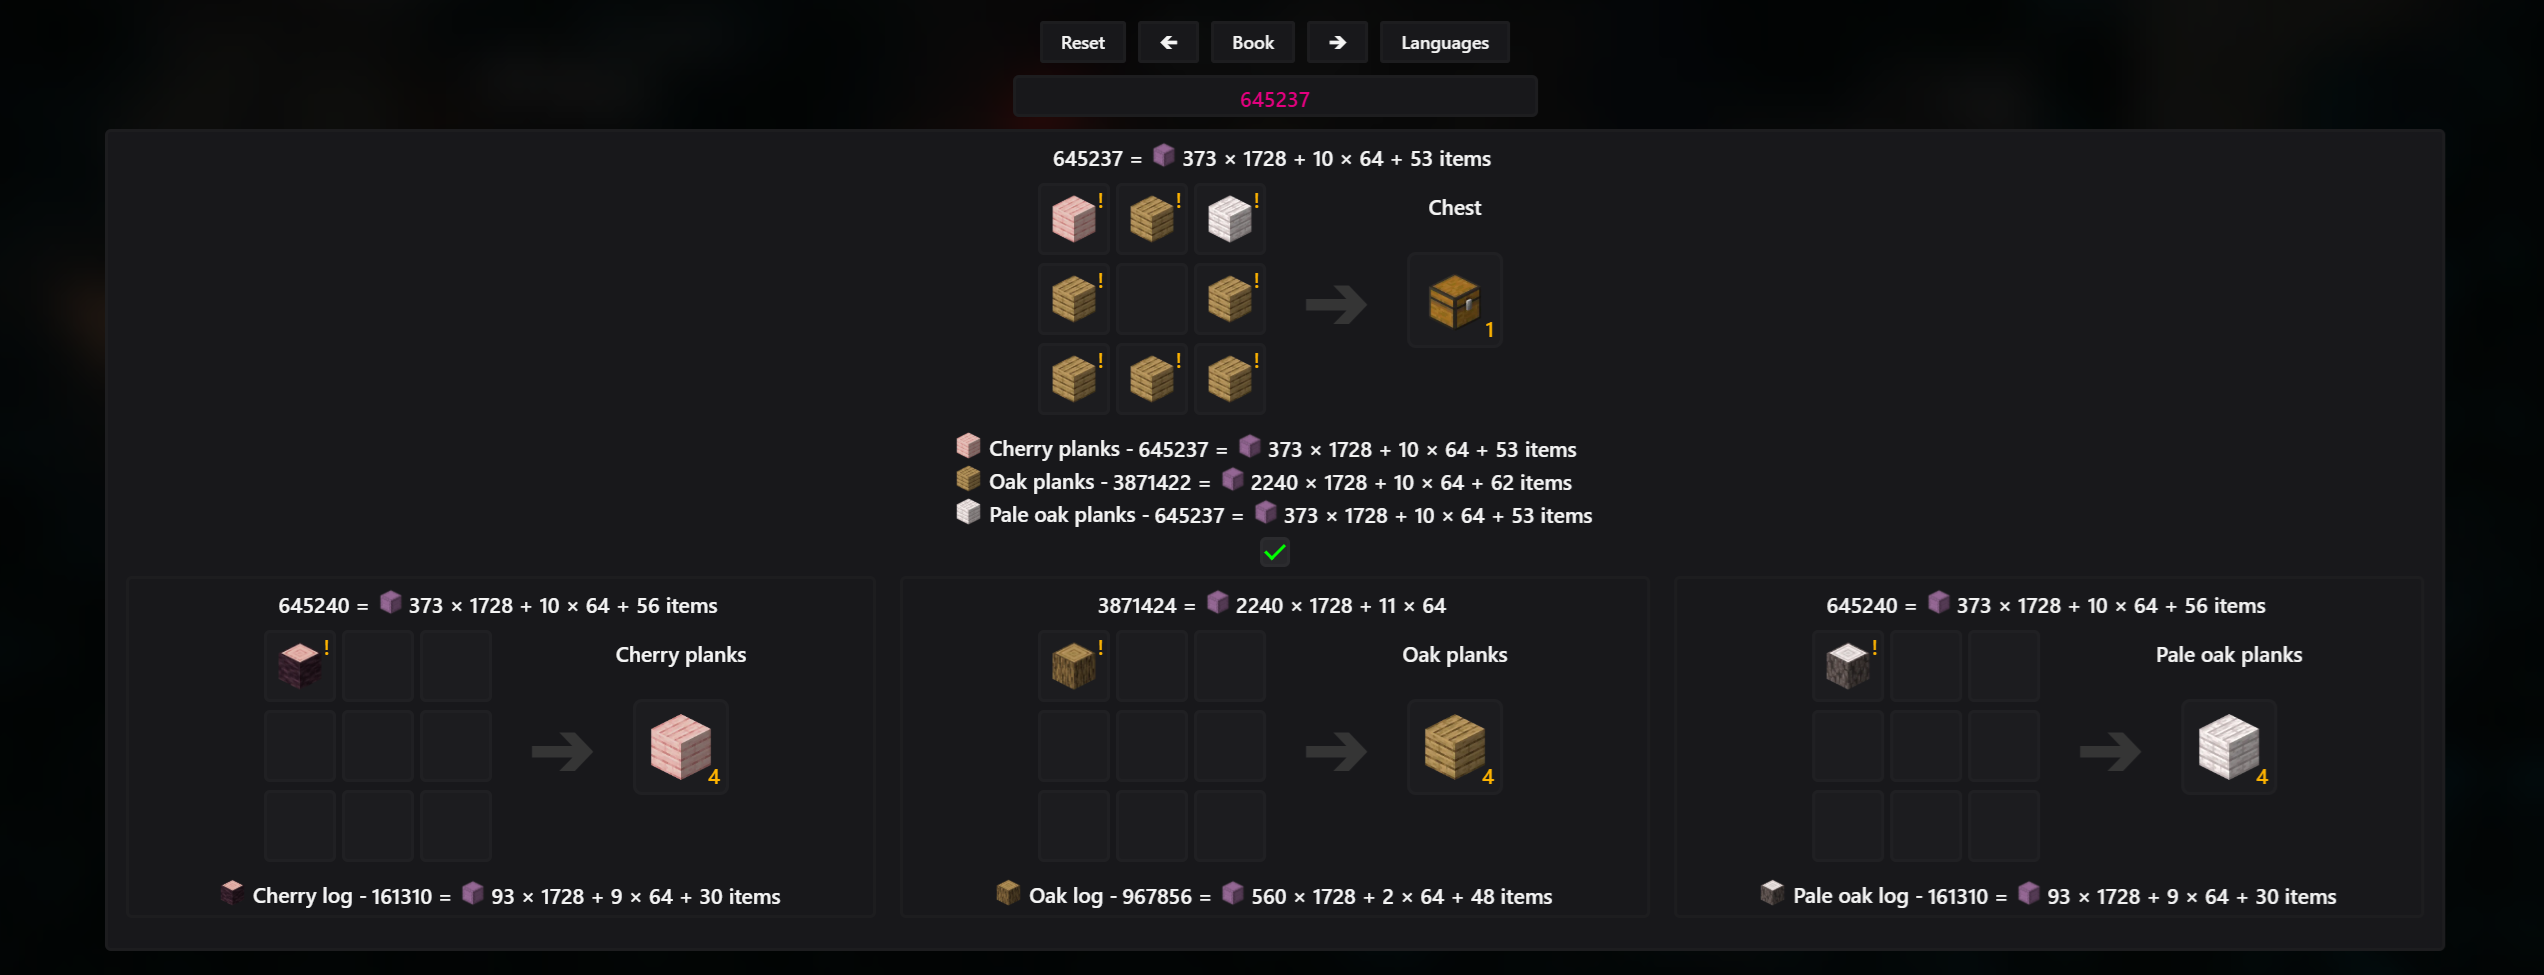 Reset
Book
Languages
645237
645237 = 373 × 1728 + 10 × 64 + 53 items
! ! !
Chest
! !
1
! ! !
Cherry planks - 645237 = 373 × 1728 + 10 × 64 + 53 items
Oak planks - 3871422 = 2240 × 1728 + 10 × 64 + 62 items
Pale oak planks - 645237 = 373 × 1728 + 10 × 64 + 53 items
645240 = 373 × 1728 + 10 × 64 + 56 items
!
Cherry planks
4
Cherry log - 161310 = 93 × 1728 + 9 × 64 + 30 items
3871424 = 2240 × 1728 + 11 × 64
!
Oak planks
4
Oak log - 967856 = 560 × 1728 + 2 × 64 + 48 items
645240 = 373 × 1728 + 10 × 64 + 56 items
!
Pale oak planks
4
Pale oak log - 161310 = 93 × 1728 + 9 × 64 + 30 items